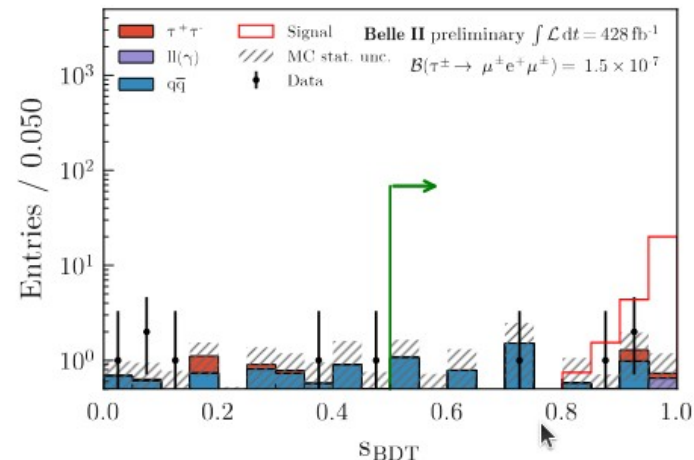 τ⁺τ⁻
ll(γ)
qq̅
Signal
MC stat. unc.
Data
Belle II preliminary ∫ ℒ dt = 428 fb⁻¹
ℬ(τ± → μ±e±μ±) = 1.5 × 10⁷
Entries / 0.050
10³
10²
10¹
10⁰
0.0 0.2 0.4 0.6 0.8 1.0
s_BDT